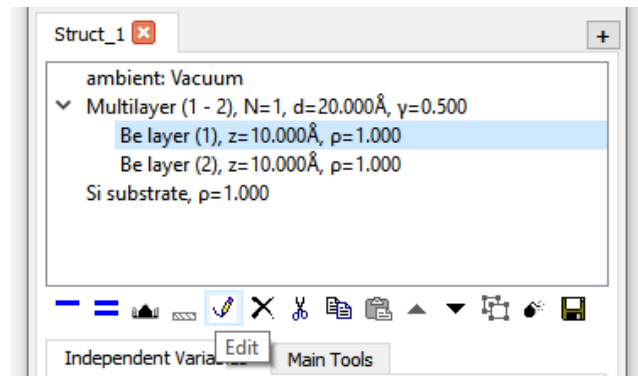 Struct_1
+
ambient: Vacuum
Multilayer (1 - 2), N=1, d=20.000Å, γ=0.500
Be layer (1), z=10.000Å, ρ=1.000
Be layer (2), z=10.000Å, ρ=1.000
Si substrate, ρ=1.000
Edit
Independent Main Tools